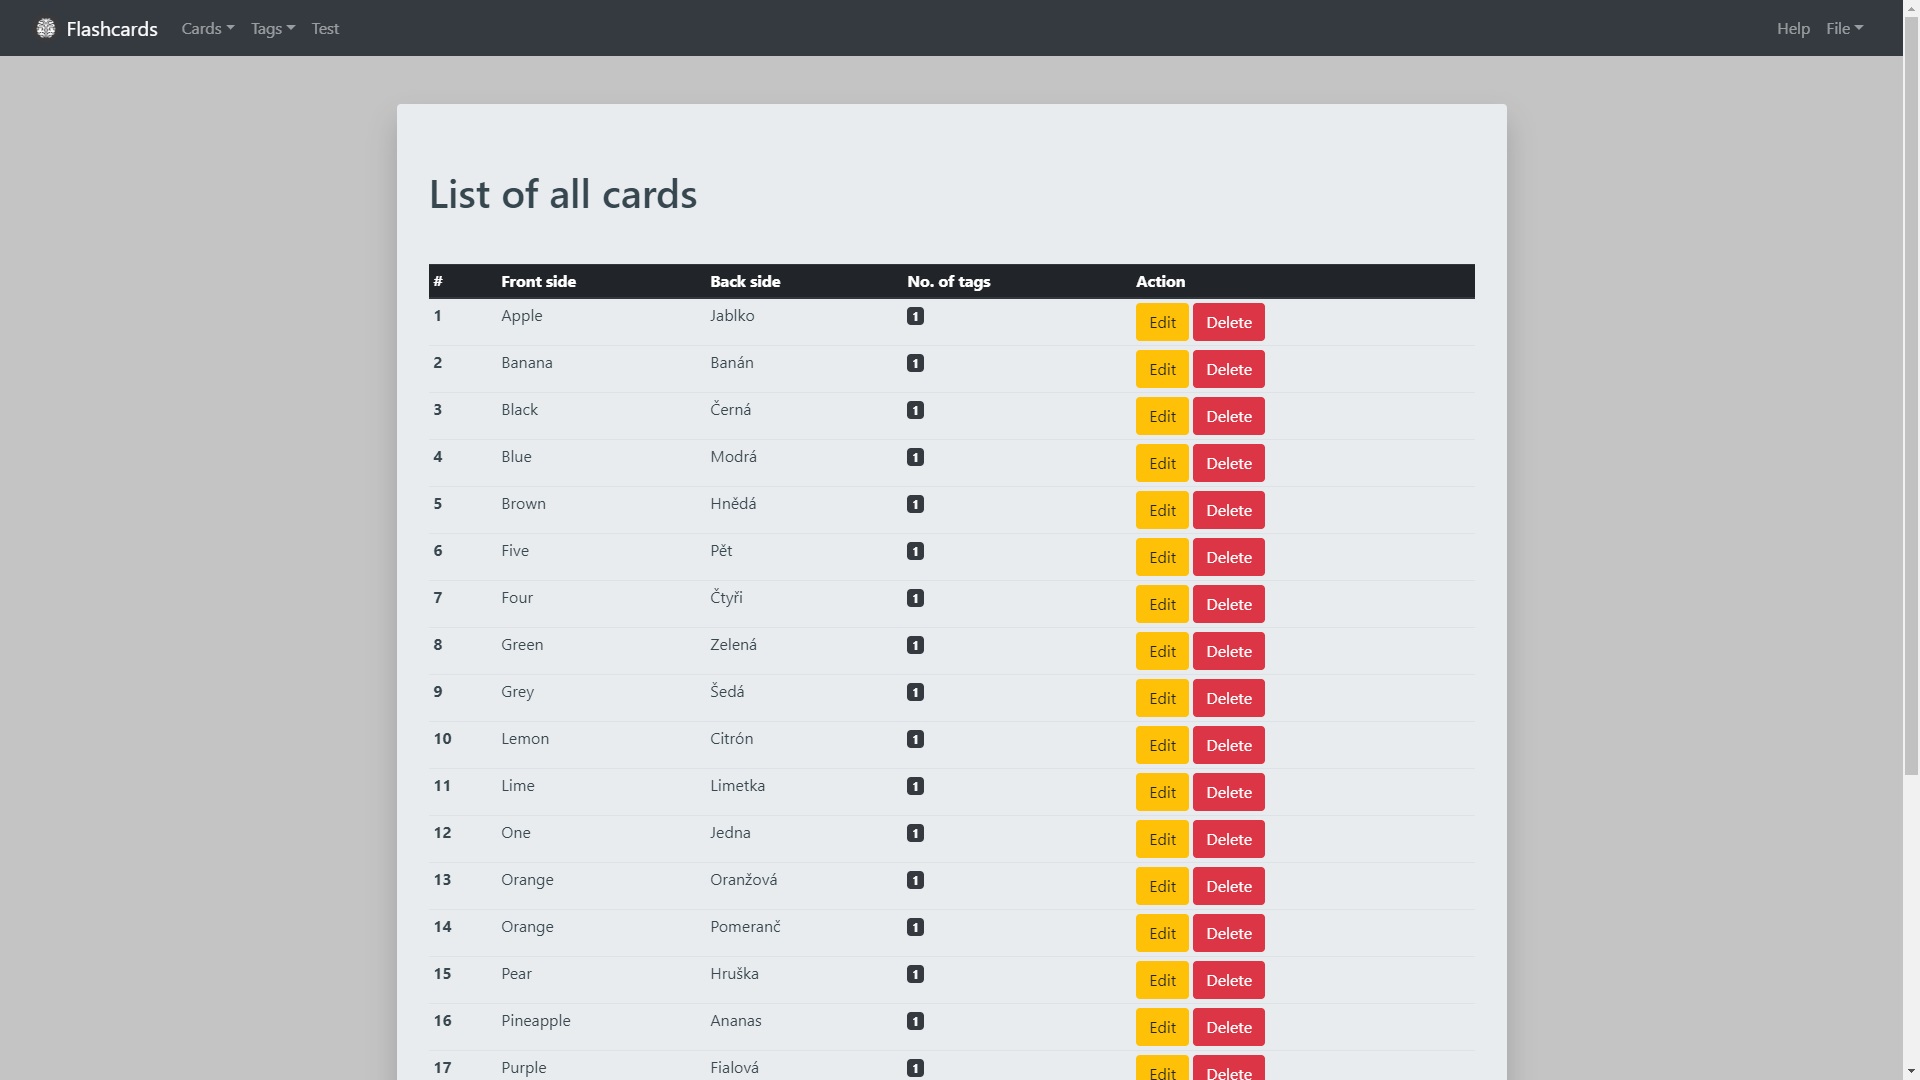 Flashcards Cards Tags Test Help File
List of all cards
# Front side Back side No. of tags Action
1 Apple Jablko 1 Edit Delete
2 Banana Banán 1 Edit Delete
3 Black Černá 1 Edit Delete
4 Blue Modrá 1 Edit Delete
5 Brown Hnědá 1 Edit Delete
6 Five Pět 1 Edit Delete
7 Four Čtyři 1 Edit Delete
8 Green Zelená 1 Edit Delete
9 Grey Šedá 1 Edit Delete
10 Lemon Citrón 1 Edit Delete
11 Lime Limetka 1 Edit Delete
12 One Jedna 1 Edit Delete
13 Orange Oranžová 1 Edit Delete
14 Orange Pomeranč 1 Edit Delete
15 Pear Hruška 1 Edit Delete
16 Pineapple Ananas 1 Edit Delete
17 Purple Fialová 1 Edit Delete